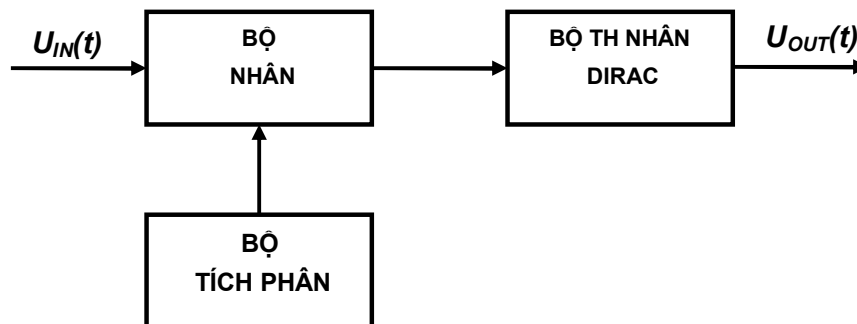 U_IN(t)
BỘ
NHÂN
BỘ TH NHÂN
DIRAC
U_OUT(t)
BỘ
TÍCH PHÂN